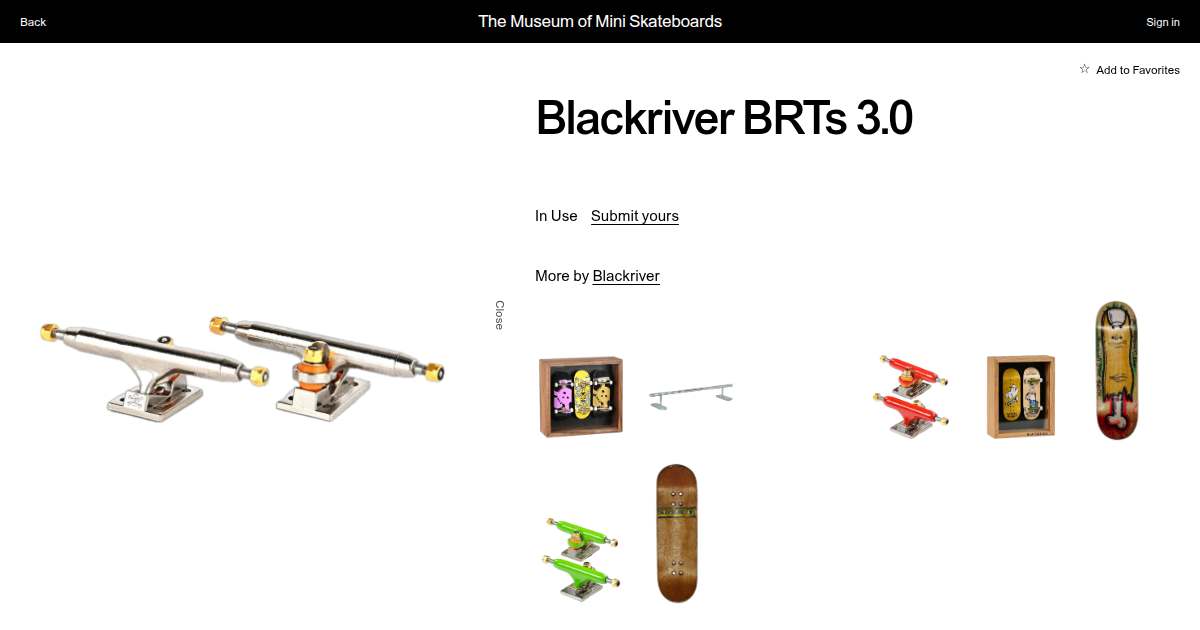 Back
The Museum of Mini Skateboards
Sign in
☆ Add to Favorites
Blackriver BRTs 3.0
In Use Submit yours
More by Blackriver
Close